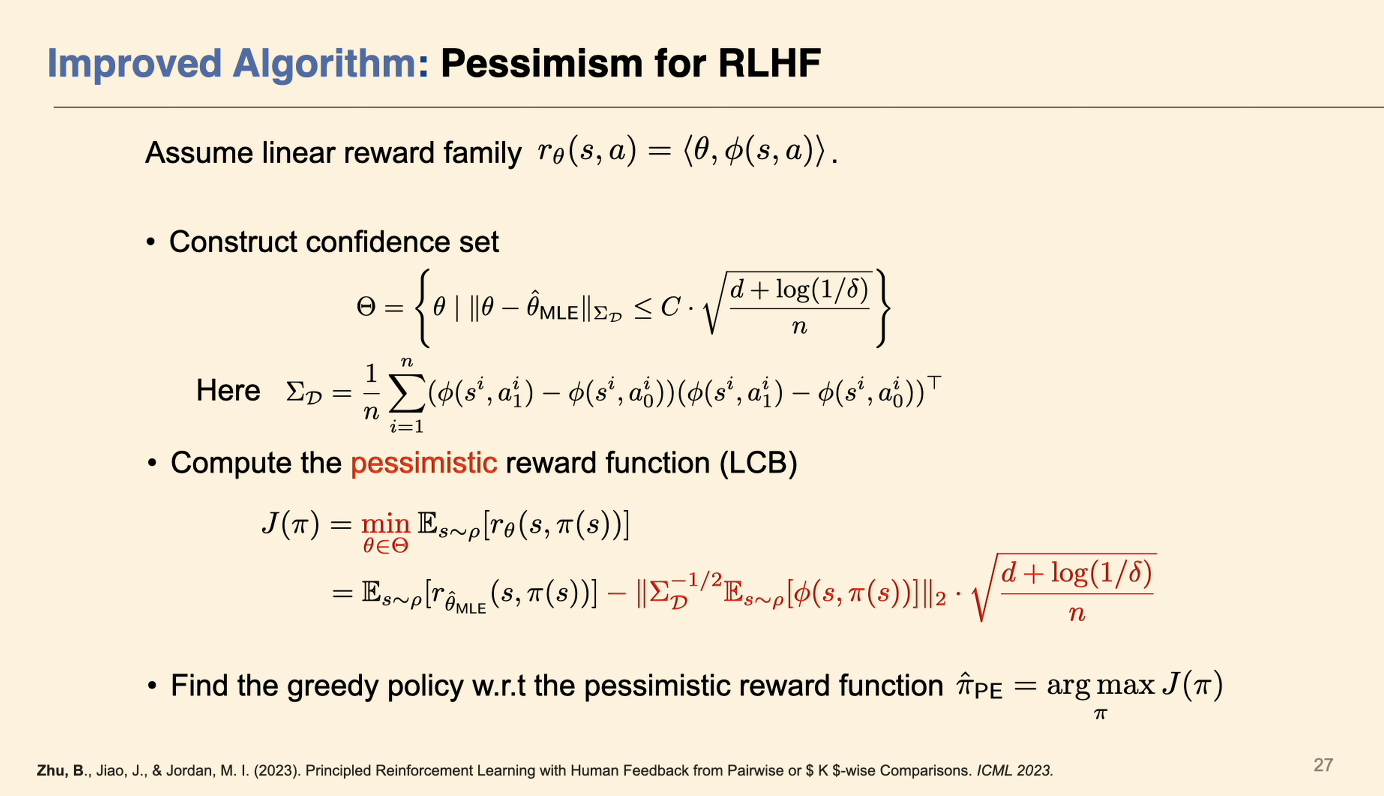 Improved Algorithm: Pessimism for RLHF
Assume linear reward family $r_\theta(s, a) = \langle \theta, \phi(s, a) \rangle$.
• Construct confidence set
$\Theta = \left\{ \theta \mid \|\theta - \hat{\theta}_{\mathsf{MLE}}\|_{\Sigma_{\mathcal{D}}} \leq C \cdot \sqrt{\frac{d + \log(1/\delta)}{n}} \right\}$
Here $\Sigma_{\mathcal{D}} = \frac{1}{n} \sum_{i=1}^{n} (\phi(s^i, a_1^i) - \phi(s^i, a_0^i))(\phi(s^i, a_1^i) - \phi(s^i, a_0^i))^\top$
• Compute the pessimistic reward function (LCB)
$J(\pi) = \min_{\theta \in \Theta} \mathbb{E}_{s \sim \rho}[r_\theta(s, \pi(s))]$
$= \mathbb{E}_{s \sim \rho}[r_{\hat{\theta}_{\mathsf{MLE}}}(s, \pi(s))] - \|\Sigma_{\mathcal{D}}^{-1/2} \mathbb{E}_{s \sim \rho}[\phi(s, \pi(s))]\|_2 \cdot \sqrt{\frac{d + \log(1/\delta)}{n}}$
• Find the greedy policy w.r.t the pessimistic reward function $\hat{\pi}_{\mathsf{PE}} = \arg\max_{\pi} J(\pi)$
Zhu, B., Jiao, J., & Jordan, M. I. (2023). Principled Reinforcement Learning with Human Feedback from Pairwise or $ K $-wise Comparisons. ICML 2023.
27